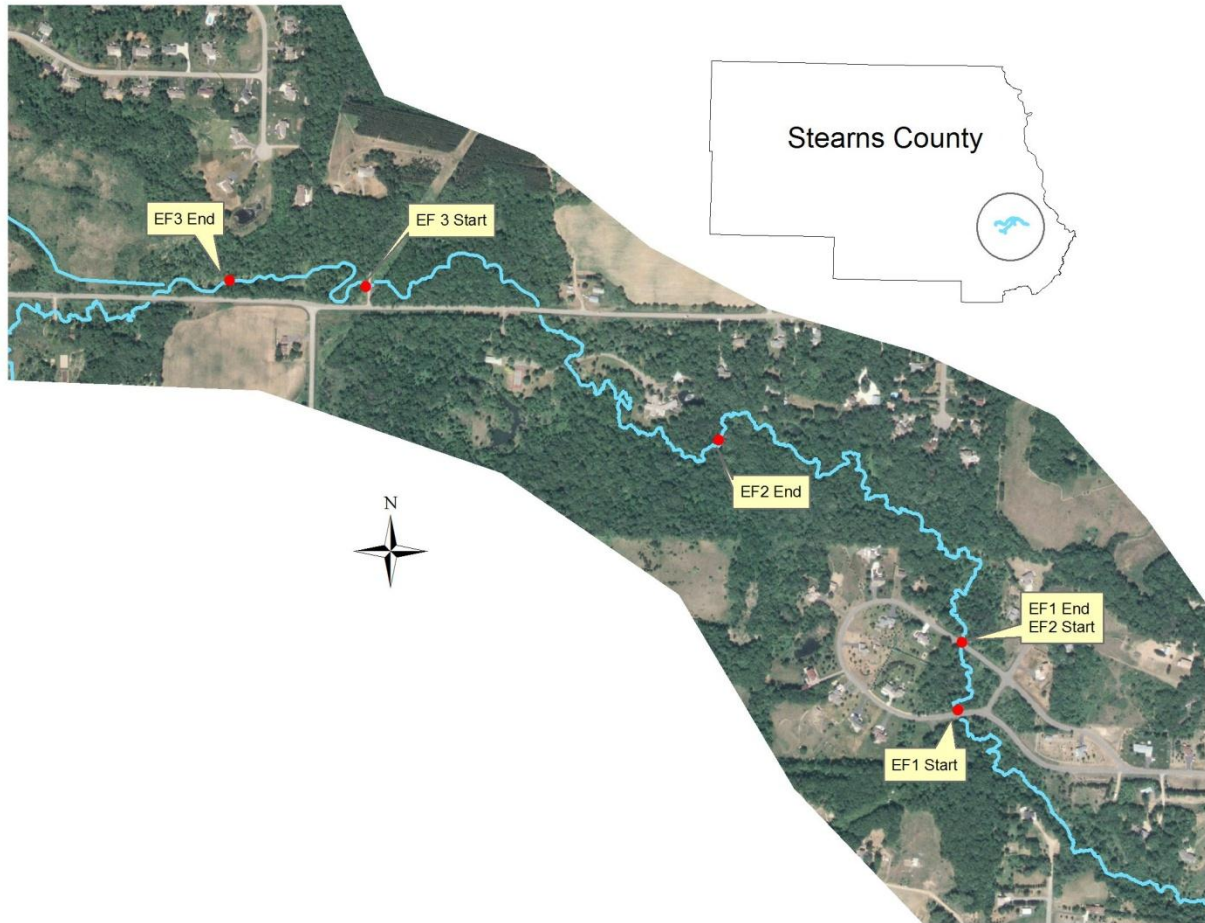 Stearns County
EF3 End
EF 3 Start
EF2 End
N
EF1 End
EF2 Start
EF1 Start